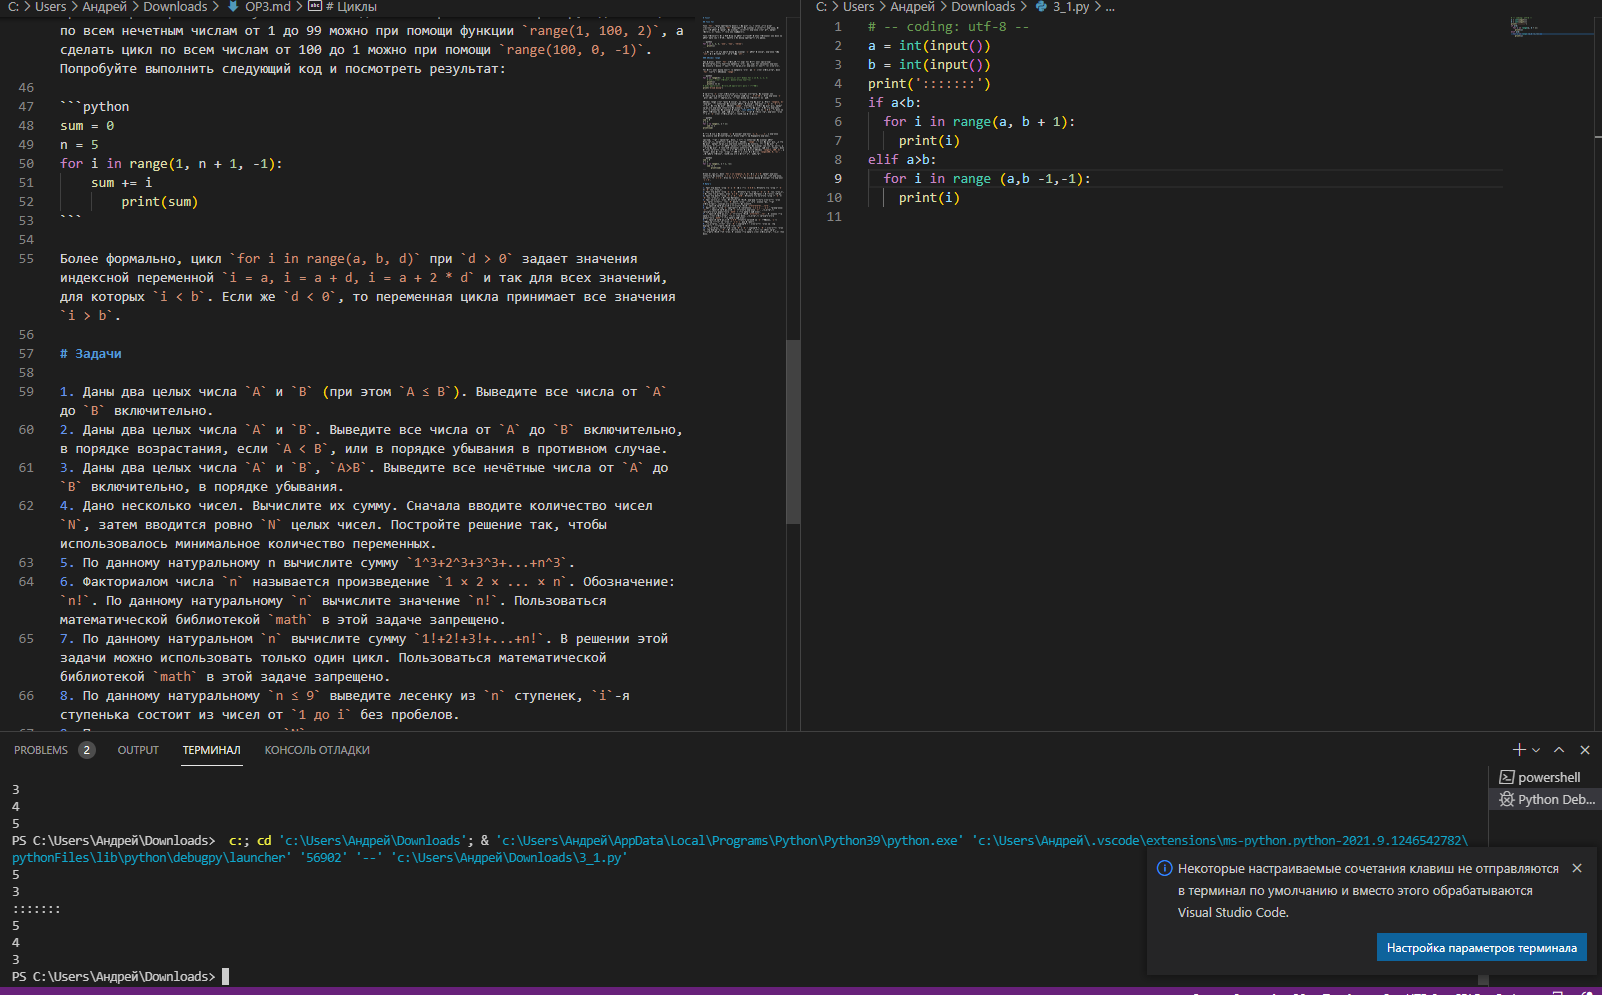 C: > Users > Андрей > Downloads > OP3.md > # Циклы
по всем нечетным числам от 1 до 99 можно при помощи функции `range(1, 100, 2)`, а
сделать цикл по всем числам от 100 до 1 можно при помощи `range(100, 0, -1)`.
Попробуйте выполнить следующий код и посмотреть результат:
46
47 ```python
48 sum = 0
49 n = 5
50 for i in range(1, n + 1, -1):
51 sum += i
52 print(sum)
53 ```
54
55 Более формально, цикл `for i in range(a, b, d)` при `d > 0` задает значения
индексной переменной `i = a, i = a + d, i = a + 2 * d` и так для всех значений,
для которых `i < b`. Если же `d < 0`, то переменная цикла принимает все значения
`i > b`.
56
57 # Задачи
58
59 1. Даны два целых числа `A` и `B` (при этом `A ≤ B`). Выведите все числа от `A`
до `B` включительно.
60 2. Даны два целых числа `A` и `B`. Выведите все числа от `A` до `B` включительно,
в порядке возрастания, если `A < B`, или в порядке убывания в противном случае.
61 3. Даны два целых числа `A` и `B`, `A>B`. Выведите все нечётные числа от `A` до
`B` включительно, в порядке убывания.
62 4. Дано несколько чисел. Вычислите их сумму. Сначала вводите количество чисел
`N`, затем вводится ровно `N` целых чисел. Постройте решение так, чтобы
использовалось минимальное количество переменных.
63 5. По данному натуральному n вычислите сумму `1^3+2^3+3^3+...+n^3`.
64 6. Факториалом числа `n` называется произведение `1 × 2 × ... × n`. Обозначение:
`n!`. По данному натуральному `n` вычислите значение `n!`. Пользоваться
математической библиотекой `math` в этой задаче запрещено.
65 7. По данному натуральном `n` вычислите сумму `1!+2!+3!+...+n!`. В решении этой
задачи можно использовать только один цикл. Пользоваться математической
библиотекой `math` в этой задаче запрещено.
66 8. По данному натуральному `n ≤ 9` выведите лесенку из `n` ступенек, `i`-я
ступенька состоит из чисел от `1 до i` без пробелов.
C: > Users > Андрей > Downloads > 3_1.py > ...
1 # -- coding: utf-8 --
2 a = int(input())
3 b = int(input())
4 print(':::::::')
5 if a<b:
6 for i in range(a, b + 1):
7 print(i)
8 elif a>b:
9 for i in range (a,b -1,-1):
10 print(i)
11
PROBLEMS 2 OUTPUT ТЕРМИНАЛ КОНСОЛЬ ОТЛАДКИ
3
4
5
PS C:\Users\Андрей\Downloads> c:; cd 'c:\Users\Андрей\Downloads'; & 'c:\Users\Андрей\AppData\Local\Programs\Python\Python39\python.exe' 'c:\Users\Андрей\.vscode\extensions\ms-python.python-2021.9.1246542782\
pythonFiles\lib\python\debugpy\launcher' '56902' '--' 'c:\Users\Андрей\Downloads\3_1.py'
5
3
:::::::
5
4
3
PS C:\Users\Андрей\Downloads>
powershell
Python Deb...
Некоторые настраиваемые сочетания клавиш не отправляются
в терминал по умолчанию и вместо этого обрабатываются
Visual Studio Code.
Настройка параметров терминала